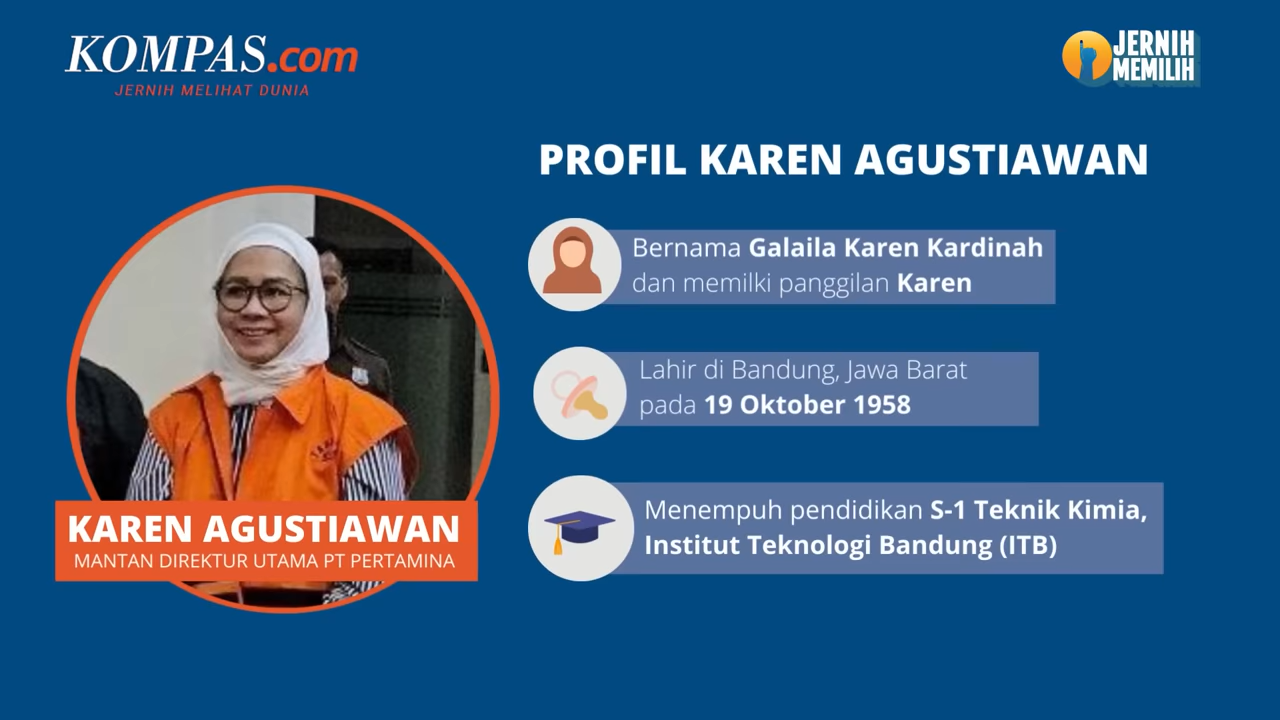 KOMPAS.com
JERNIH MELIHAT DUNIA
JERNIH
MEMILIH
PROFIL KAREN AGUSTIAWAN
Bernama Galaila Karen Kardinah
dan memilki panggilan Karen
Lahir di Bandung, Jawa Barat
pada 19 Oktober 1958
Menempuh pendidikan S-1 Teknik Kimia,
Institut Teknologi Bandung (ITB)
KAREN AGUSTIAWAN
MANTAN DIREKTUR UTAMA PT PERTAMINA